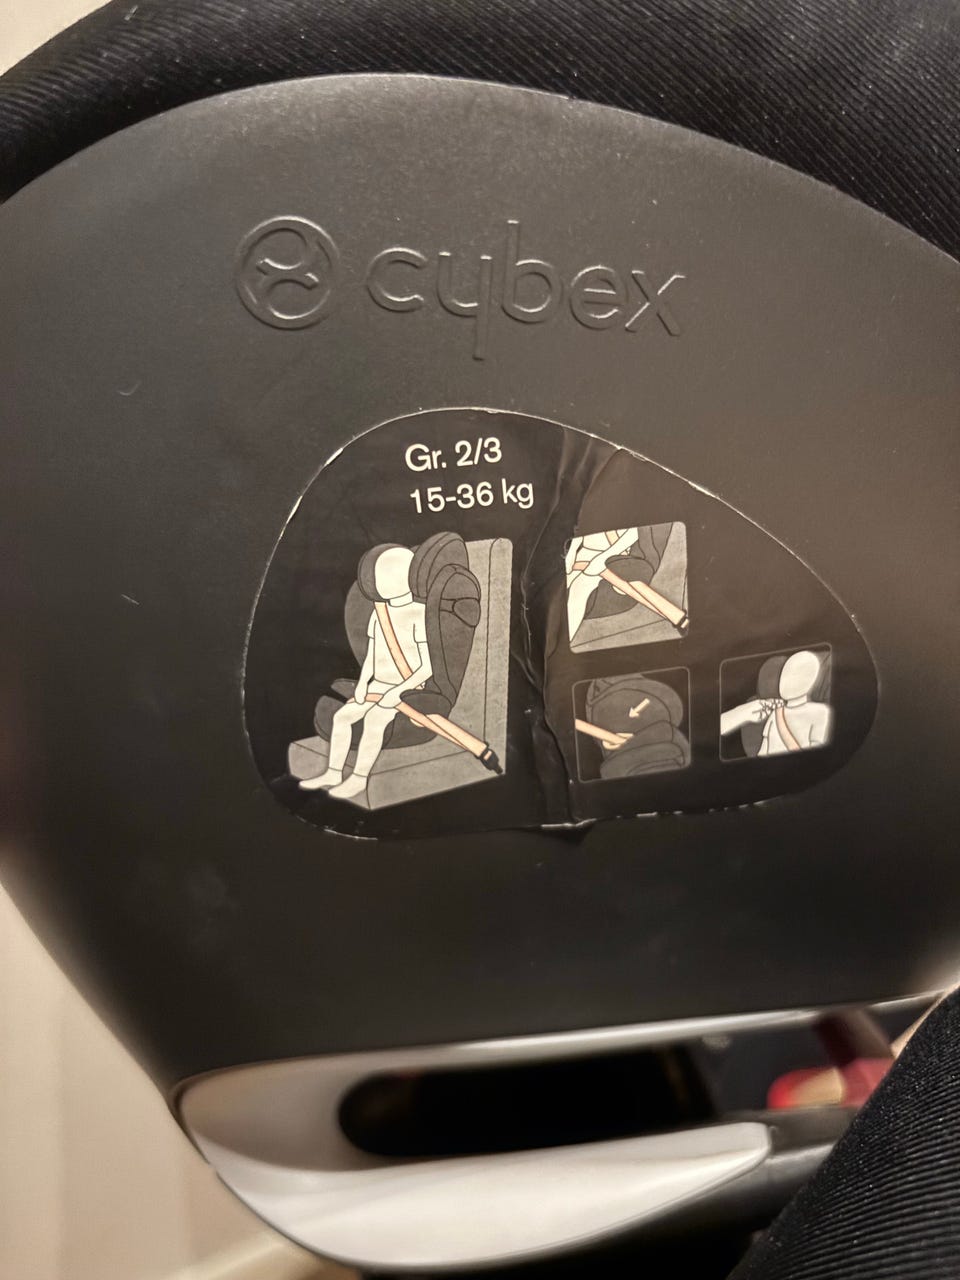 cybex
Gr. 2/3
15-36 kg